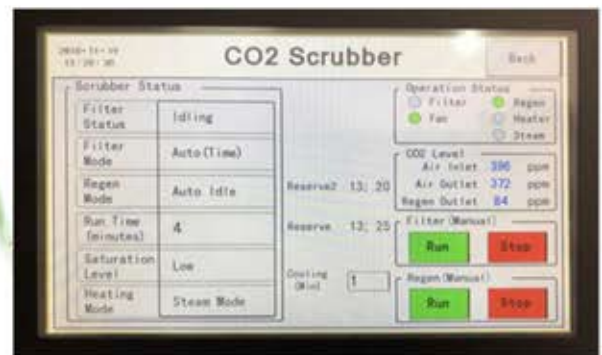 CO2 Scrubber
Back
Scrubber Status
Filter Status
Idling
Filter Mode
Auto(Time)
Regen Mode
Auto Idle
Run Time (minutes)
4
Saturation Level
Low
Heating Mode
Steam Mode
Reserve2 13; 20
Reserve 13; 25
Cooling (Min) 1
Operation Status
Filter
Regen
Fan
Heater
Steam
CO2 Level
Air Inlet 396 ppm
Air Outlet 372 ppm
Regen Outlet 84 ppm
Filter(Manual)
Run
Stop
Regen(Manual)
Run
Stop